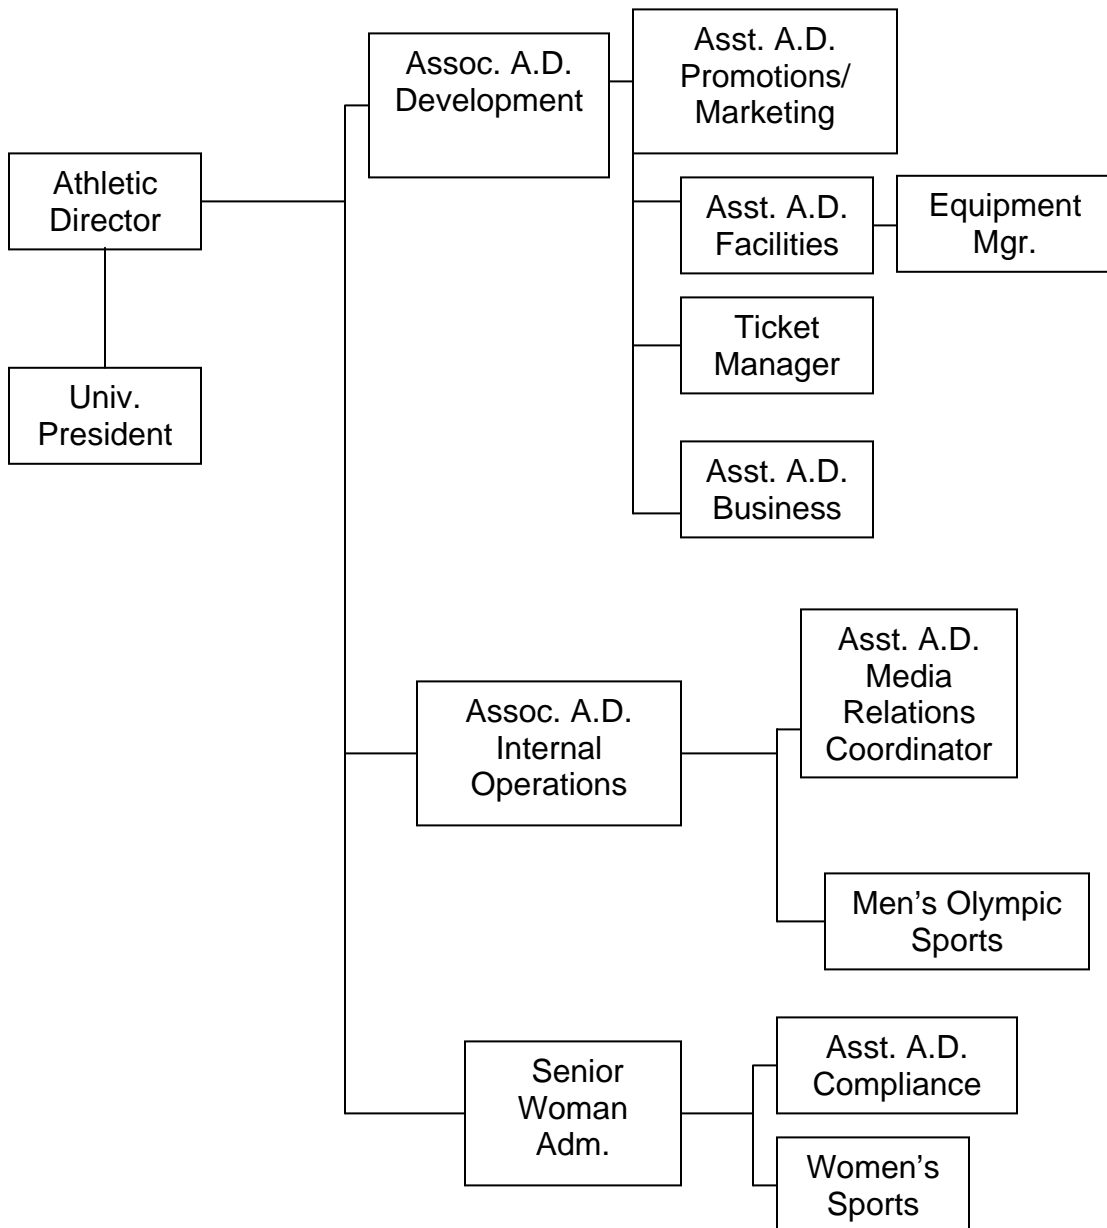 Athletic
Director
Univ.
President
Assoc. A.D.
Development
Asst. A.D.
Promotions/
Marketing
Asst. A.D.
Facilities
Equipment
Mgr.
Ticket
Manager
Asst. A.D.
Business
Assoc. A.D.
Internal
Operations
Asst. A.D.
Media
Relations
Coordinator
Men’s Olympic
Sports
Senior
Woman
Adm.
Asst. A.D.
Compliance
Women’s
Sports